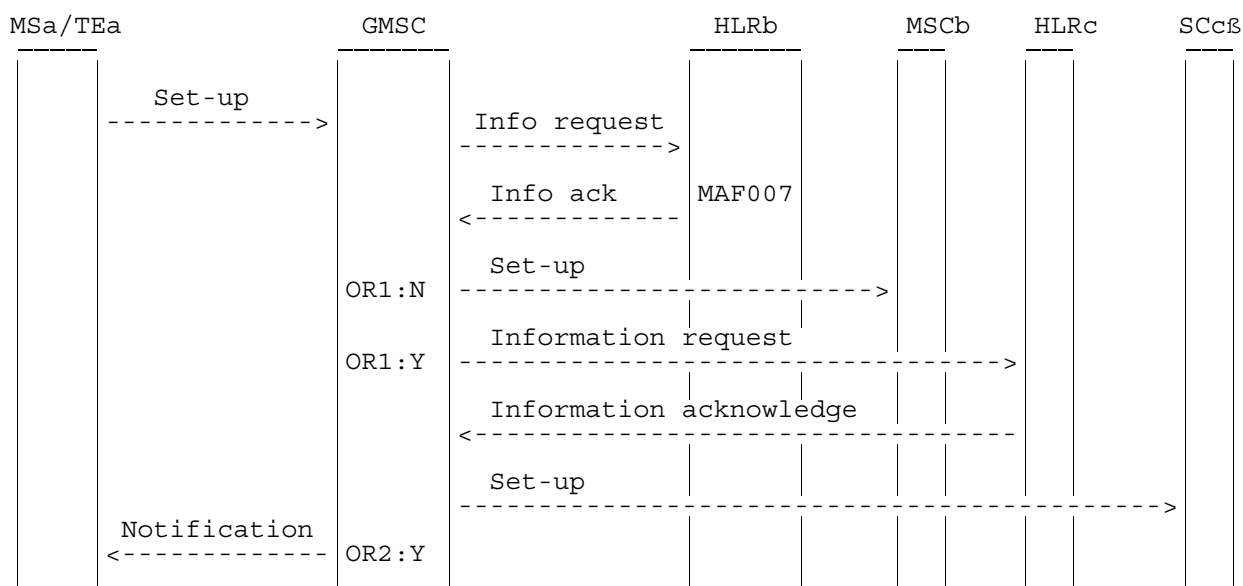 MSa/TEa GMSC HLRb MSCb HLRc SCcß
Set-up
Info request
Info ack MAF007
Set-up
OR1:N
Information request
OR1:Y
Information acknowledge
Set-up
Notification
OR2:Y